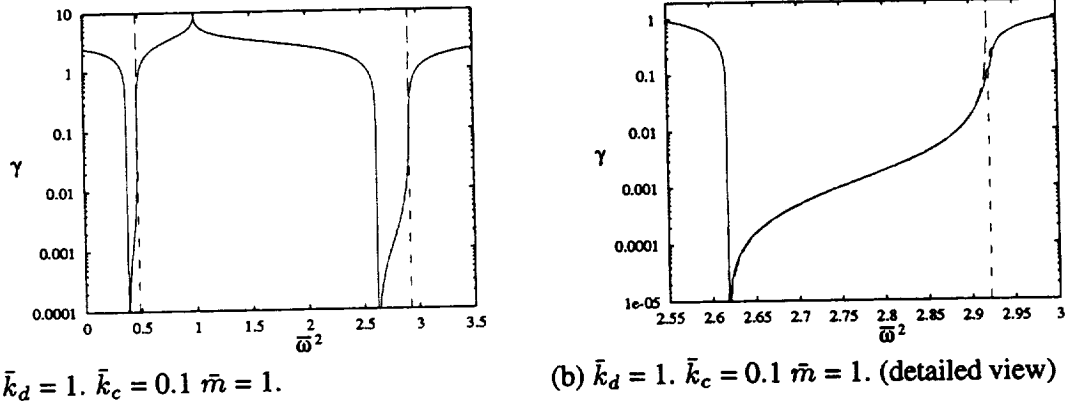 10
1
0.1
γ
0.01
0.001
0.0001
0 0.5 1 1.5 2 2.5 3 3.5
ω̄²
k̄_d = 1. k̄_c = 0.1 m̄ = 1.
1
0.1
0.01
γ
0.001
0.0001
1e-05
2.55 2.6 2.65 2.7 2.75 2.8 2.85 2.9 2.95 3
ω̄²
(b) k̄_d = 1. k̄_c = 0.1 m̄ = 1. (detailed view)